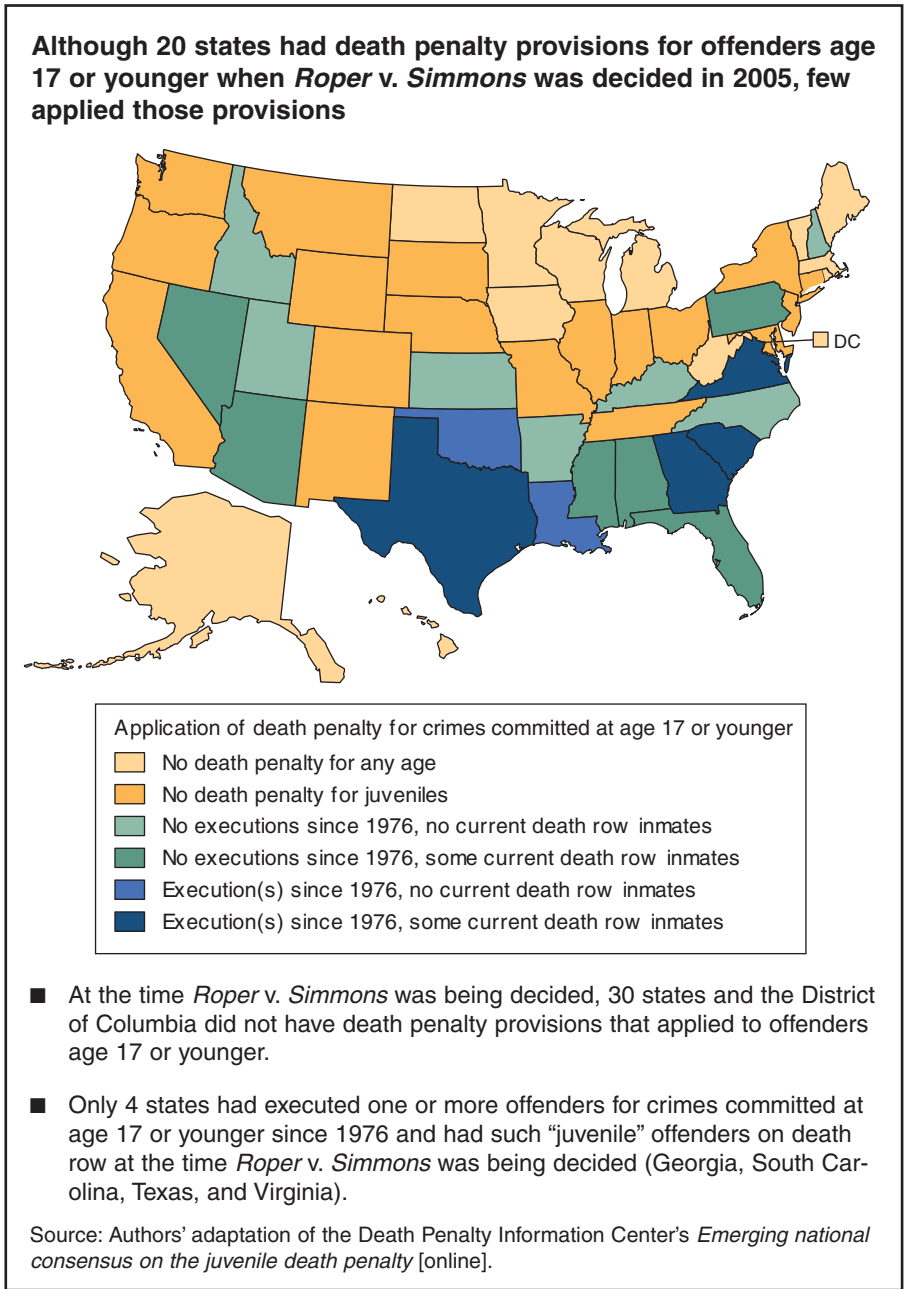 Although 20 states had death penalty provisions for offenders age
17 or younger when Roper v. Simmons was decided in 2005, few
applied those provisions
DC
Application of death penalty for crimes committed at age 17 or younger
No death penalty for any age
No death penalty for juveniles
No executions since 1976, no current death row inmates
No executions since 1976, some current death row inmates
Execution(s) since 1976, no current death row inmates
Execution(s) since 1976, some current death row inmates
■ At the time Roper v. Simmons was being decided, 30 states and the District
of Columbia did not have death penalty provisions that applied to offenders
age 17 or younger.
■ Only 4 states had executed one or more offenders for crimes committed at
age 17 or younger since 1976 and had such “juvenile” offenders on death
row at the time Roper v. Simmons was being decided (Georgia, South Car-
olina, Texas, and Virginia).
Source: Authors’ adaptation of the Death Penalty Information Center’s Emerging national
consensus on the juvenile death penalty [online].